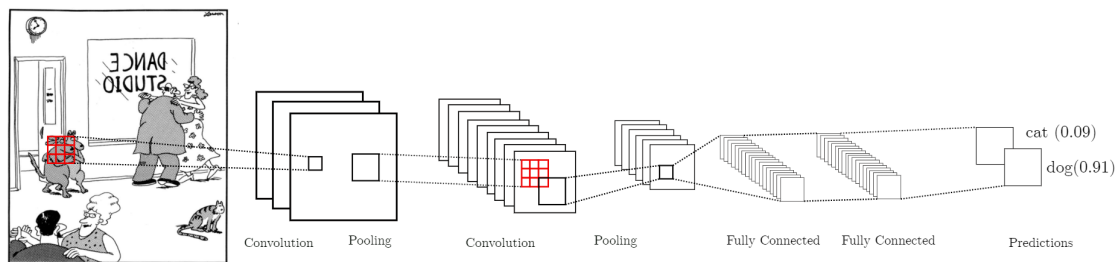 DANCE
STUDIO
cat (0.09)
dog(0.91)
Convolution
Pooling
Convolution
Pooling
Fully Connected
Fully Connected
Predictions